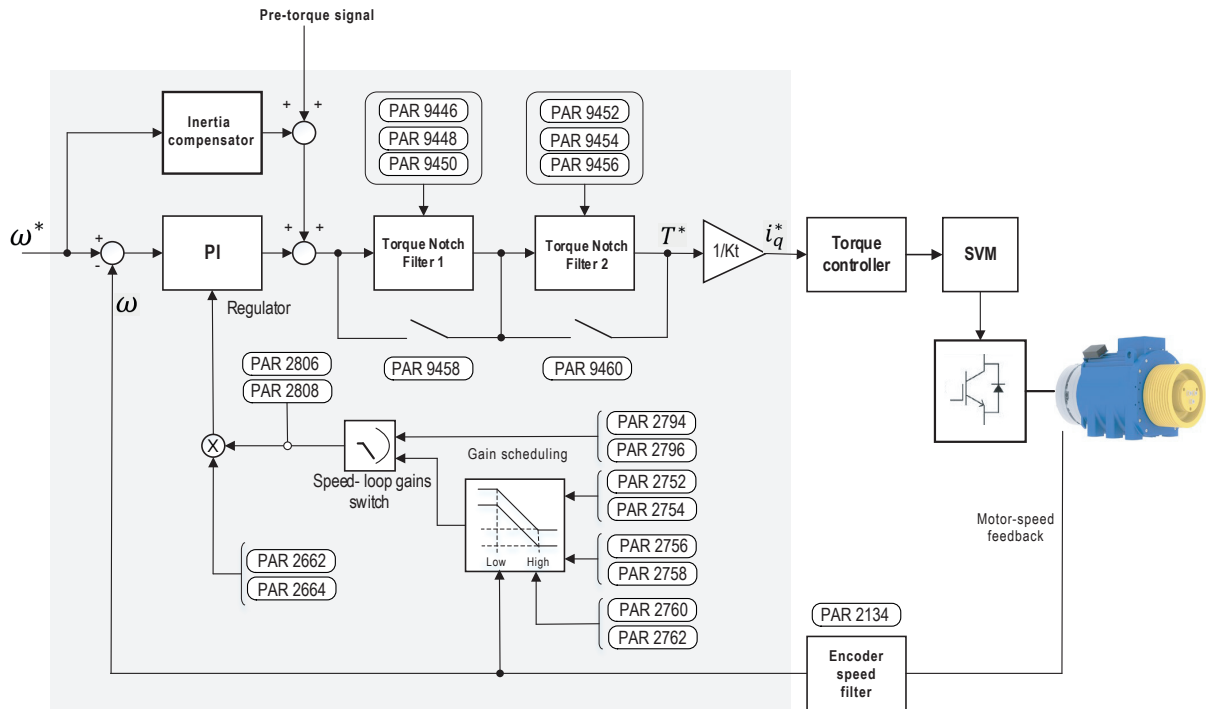 Pre-torque signal
+
+
Inertia
compensator
PAR 9446
PAR 9448
PAR 9450
PAR 9452
PAR 9454
PAR 9456
ω*
+
-
ω
PI
Regulator
+
+
Torque Notch
Filter 1
Torque Notch
Filter 2
T*
1/Kt
i*q
Torque
controller
SVM
PAR 9458
PAR 9460
PAR 2806
PAR 2808
X
Speed- loop gains
switch
Gain scheduling
Low
High
PAR 2794
PAR 2796
PAR 2752
PAR 2754
PAR 2756
PAR 2758
PAR 2760
PAR 2762
PAR 2662
PAR 2664
Motor-speed
feedback
PAR 2134
Encoder
speed
filter